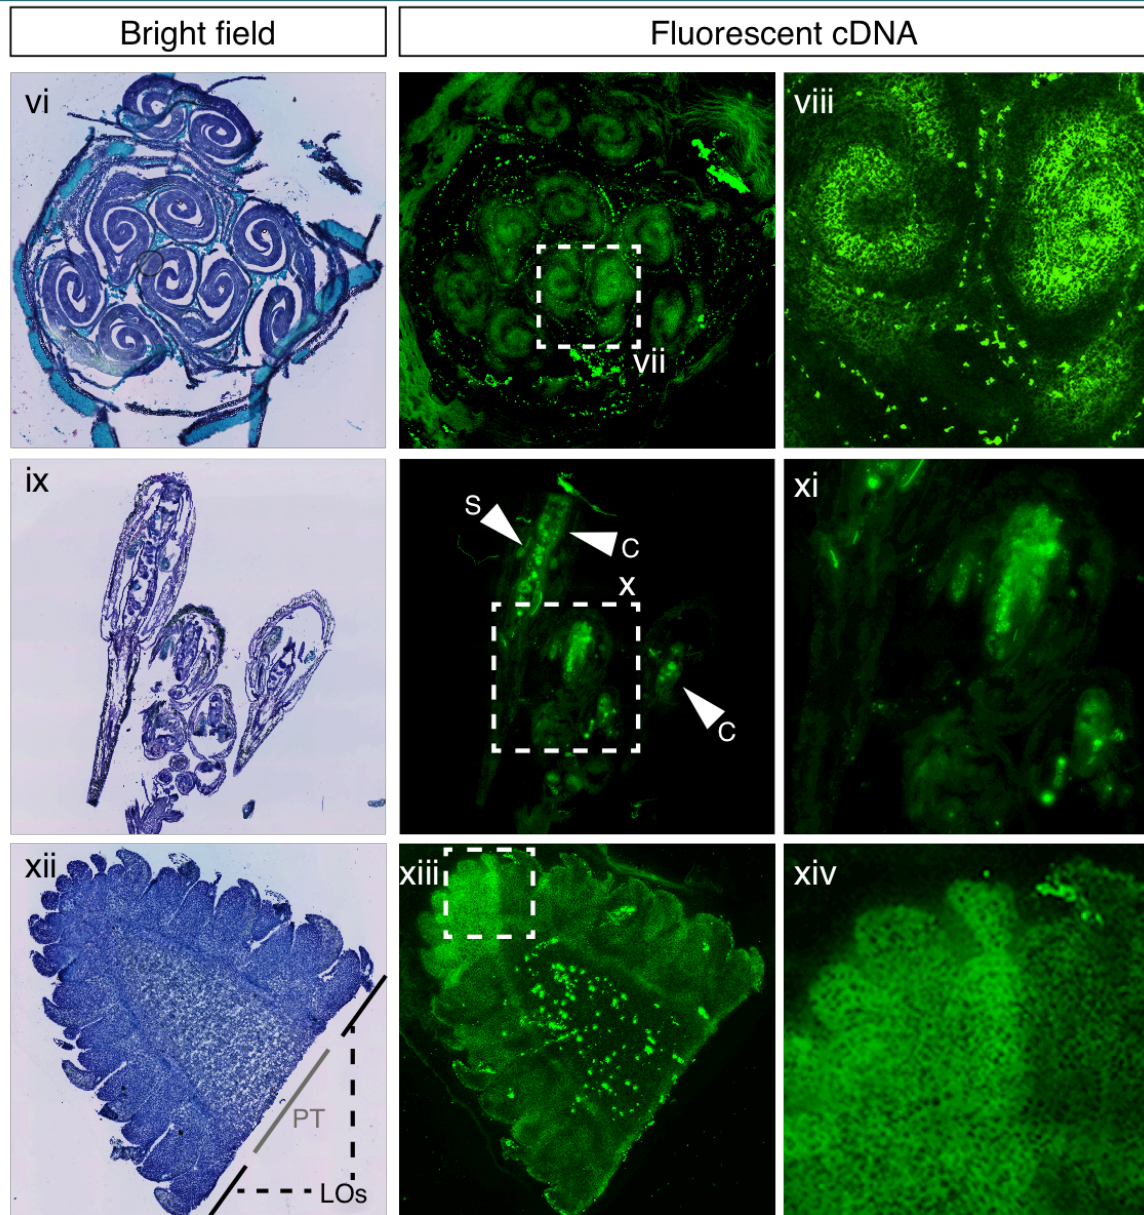 Bright field
Fluorescent cDNA
vi
vii
viii
ix
S
C
x
C
xi
xii
PT
LOs
xiii
xiv